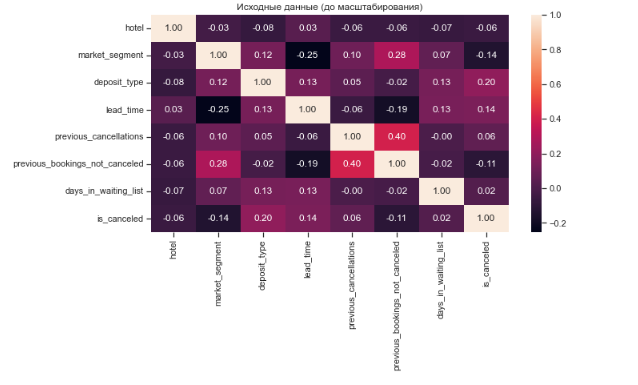 Исходные данные (до масштабирования)
hotel 1.00 -0.03 -0.08 0.03 -0.06 -0.06 -0.07 -0.06
market_segment -0.03 1.00 0.12 -0.25 0.10 0.28 0.07 -0.14
deposit_type -0.08 0.12 1.00 0.13 0.05 -0.02 0.13 0.20
lead_time 0.03 -0.25 0.13 1.00 -0.06 -0.19 0.13 0.14
previous_cancellations -0.06 0.10 0.05 -0.06 1.00 0.40 -0.00 0.06
previous_bookings_not_canceled -0.06 0.28 -0.02 -0.19 0.40 1.00 -0.02 -0.11
days_in_waiting_list -0.07 0.07 0.13 0.13 -0.00 -0.02 1.00 0.02
is_canceled -0.06 -0.14 0.20 0.14 0.06 -0.11 0.02 1.00
hotel
market_segment
deposit_type
lead_time
previous_cancellations
previous_bookings_not_canceled
days_in_waiting_list
is_canceled
1.0
0.8
0.6
0.4
0.2
0.0
-0.2